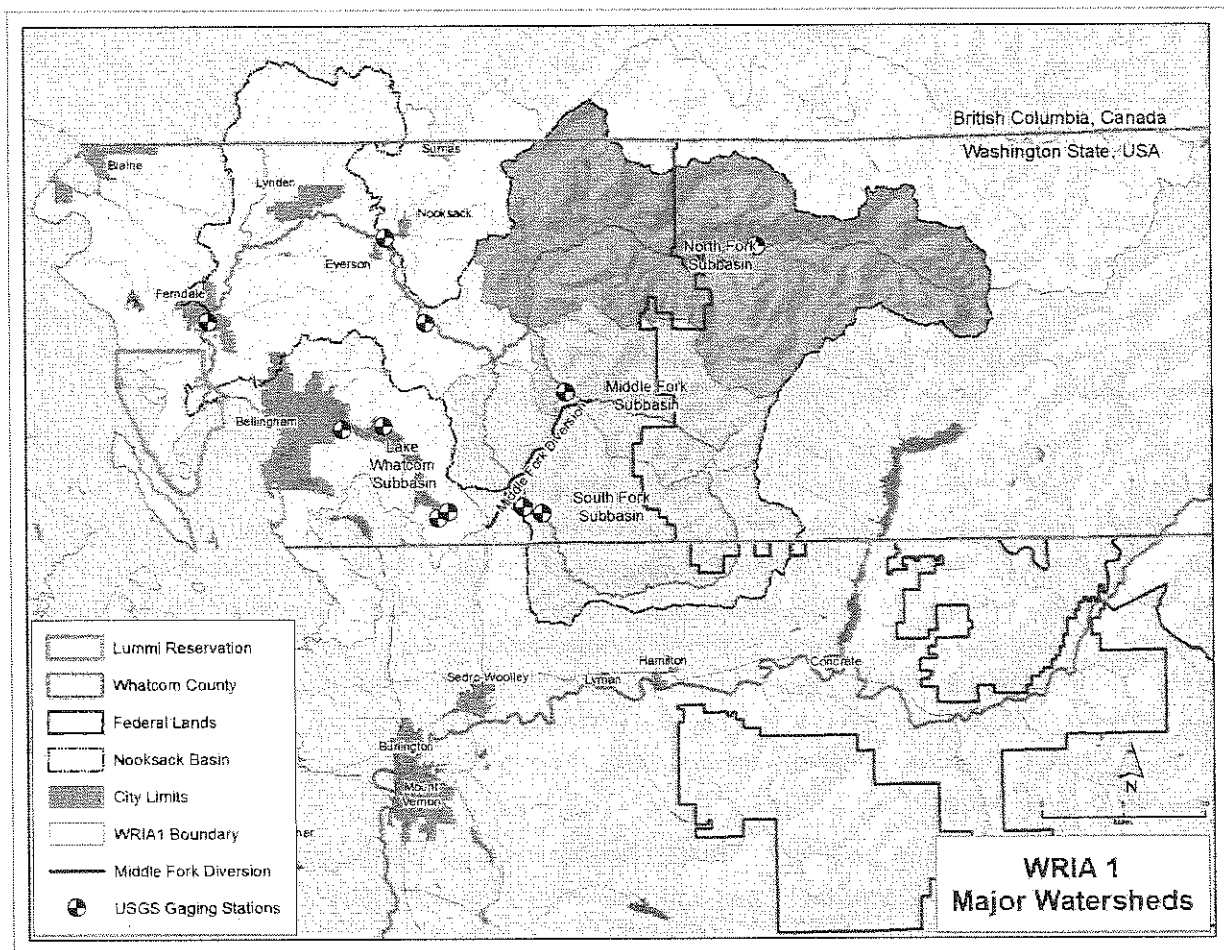 British Columbia, Canada
Washington State, USA
Blaine
Sumas
Lynden
Nooksack
Everson
North Fork
Subbasin
Ferndale
Middle Fork
Subbasin
Bellingham
Middle Fork Diversion
Lake
Whatcom
Subbasin
South Fork
Subbasin
Hamilton
Concrete
Sedro-Woolley
Lyman
Burlington
Mount
Vernon
N
Lummi Reservation
Whatcom County
Federal Lands
Nooksack Basin
City Limits
WRIA1 Boundary
Middle Fork Diversion
USGS Gaging Stations
WRIA 1
Major Watersheds